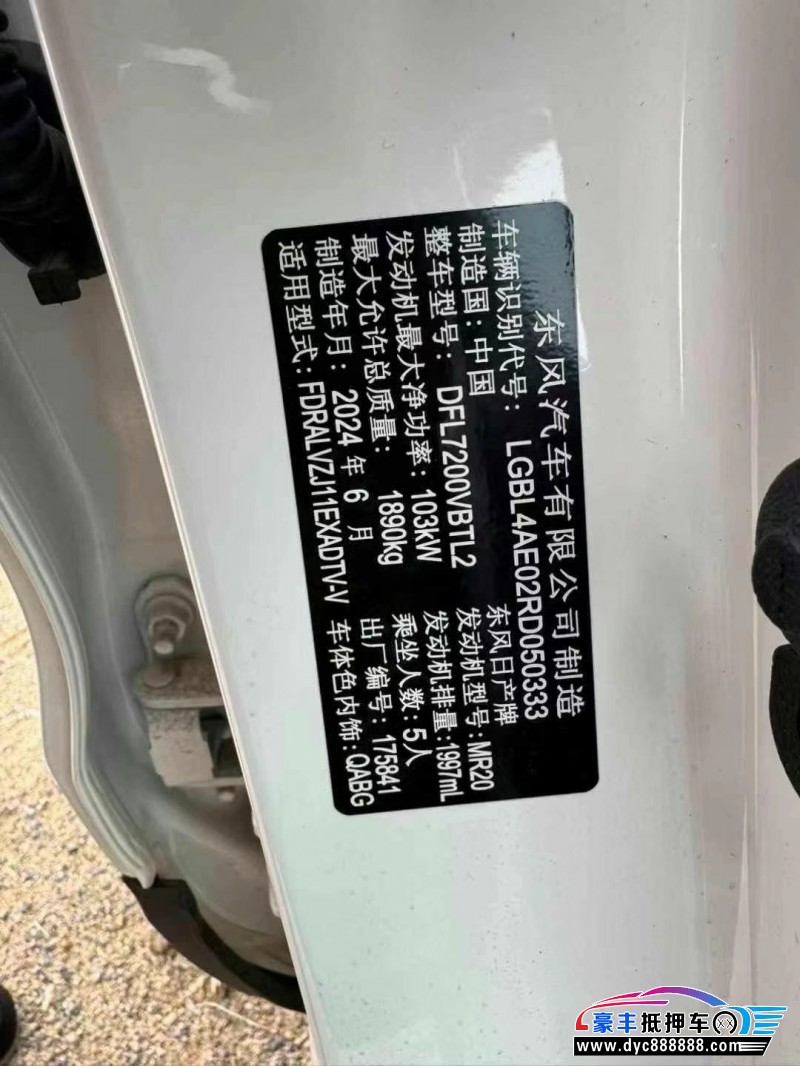 东风汽车有限公司制造
车辆识别代号: LGBL4AE02RD050333
制造国: 中国 东风日产牌
整车型号: DFL7200VBTL2 发动机型号: MR20
发动机最大净功率: 103kW 发动机排量: 1997mL
最大允许总质量: 1890kg 乘坐人数: 5人
制造年月: 2024年6月 出厂编号: 175841
适用型式: FDRALVZJ11EXADTV-V 车体色内饰: QABG
豪丰抵押车
www.dyc888888.com